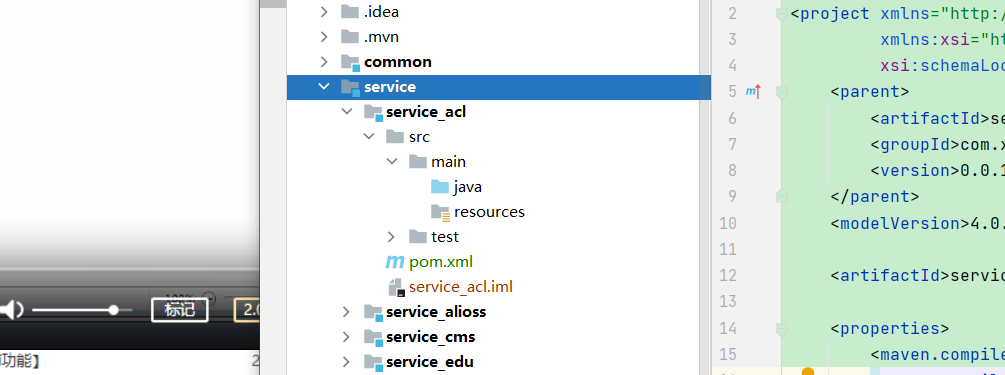 .idea
.mvn
common
service
service_acl
src
main
java
resources
test
pom.xml
service_acl.iml
service_alioss
service_cms
service_edu
标记
2.0
功能】
2
2 <project xmlns="http:/
3 xmlns:xsi="ht
4 xsi:schemaLoc
5 <parent>
6 <artifactId>se
7 <groupId>com.x
8 <version>0.0.1
9 </parent>
10 <modelVersion>4.0.
11
12 <artifactId>servic
13
14 <properties>
15 <maven.compile